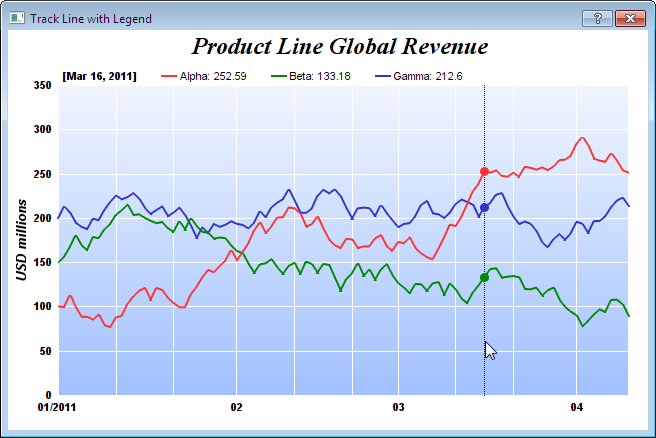 Track Line with Legend
Product Line Global Revenue
[Mar 16, 2011] Alpha: 252.59 Beta: 133.18 Gamma: 212.6
USD millions
350
300
250
200
150
100
50
0
01/2011 02 03 04